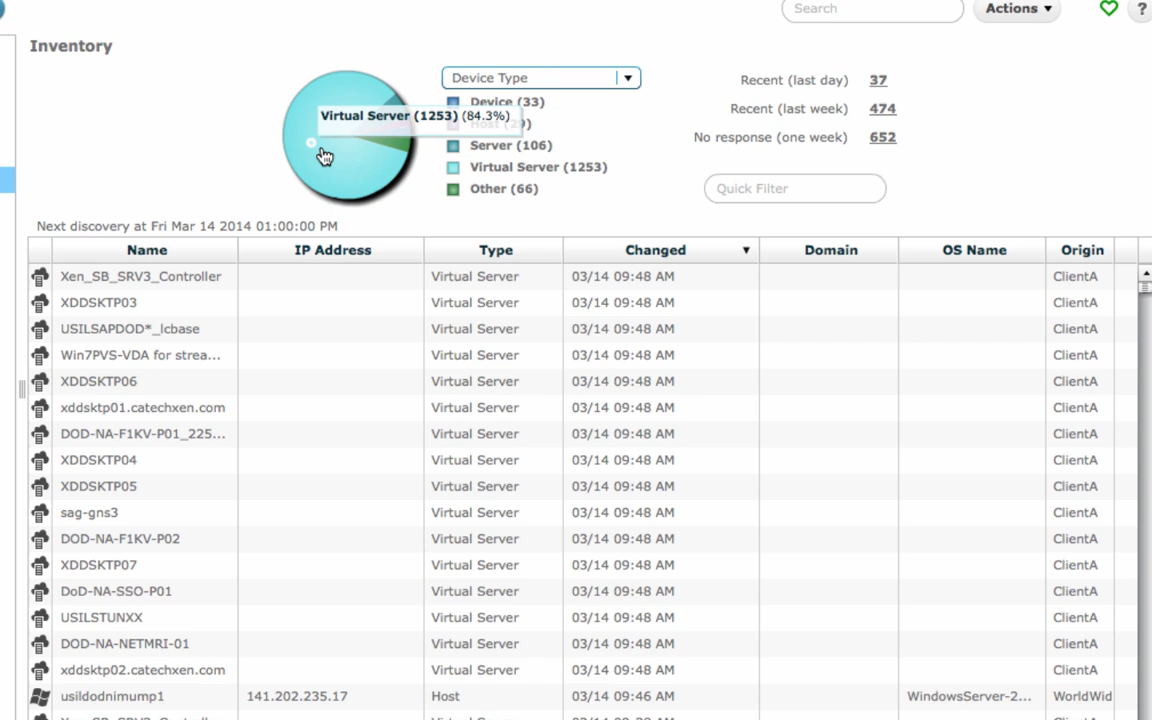 Search Actions ▼ ?
Inventory
Device Type ▼
Device (33)
Virtual Server (1253) (84.3%)
Host (29)
Server (106)
Virtual Server (1253)
Other (66)
Recent (last day) 37
Recent (last week) 474
No response (one week) 652
Quick Filter
Next discovery at Fri Mar 14 2014 01:00:00 PM
Name IP Address Type Changed ▼ Domain OS Name Origin
Xen_SB_SRV3_Controller Virtual Server 03/14 09:48 AM ClientA
XDDSKTP03 Virtual Server 03/14 09:48 AM ClientA
USILSAPDOD*_lcbase Virtual Server 03/14 09:48 AM ClientA
Win7PVS-VDA for strea... Virtual Server 03/14 09:48 AM ClientA
XDDSKTP06 Virtual Server 03/14 09:48 AM ClientA
xddsktp01.catechxen.com Virtual Server 03/14 09:48 AM ClientA
DOD-NA-F1KV-P01_225... Virtual Server 03/14 09:48 AM ClientA
XDDSKTP04 Virtual Server 03/14 09:48 AM ClientA
XDDSKTP05 Virtual Server 03/14 09:48 AM ClientA
sag-gns3 Virtual Server 03/14 09:48 AM ClientA
DOD-NA-F1KV-P02 Virtual Server 03/14 09:48 AM ClientA
XDDSKTP07 Virtual Server 03/14 09:48 AM ClientA
DoD-NA-SSO-P01 Virtual Server 03/14 09:48 AM ClientA
USILSTUNXX Virtual Server 03/14 09:48 AM ClientA
DOD-NA-NETMRI-01 Virtual Server 03/14 09:48 AM ClientA
xddsktp02.catechxen.com Virtual Server 03/14 09:48 AM ClientA
usildodnimump1 141.202.235.17 Host 03/14 09:46 AM WindowsServer-2... WorldWid